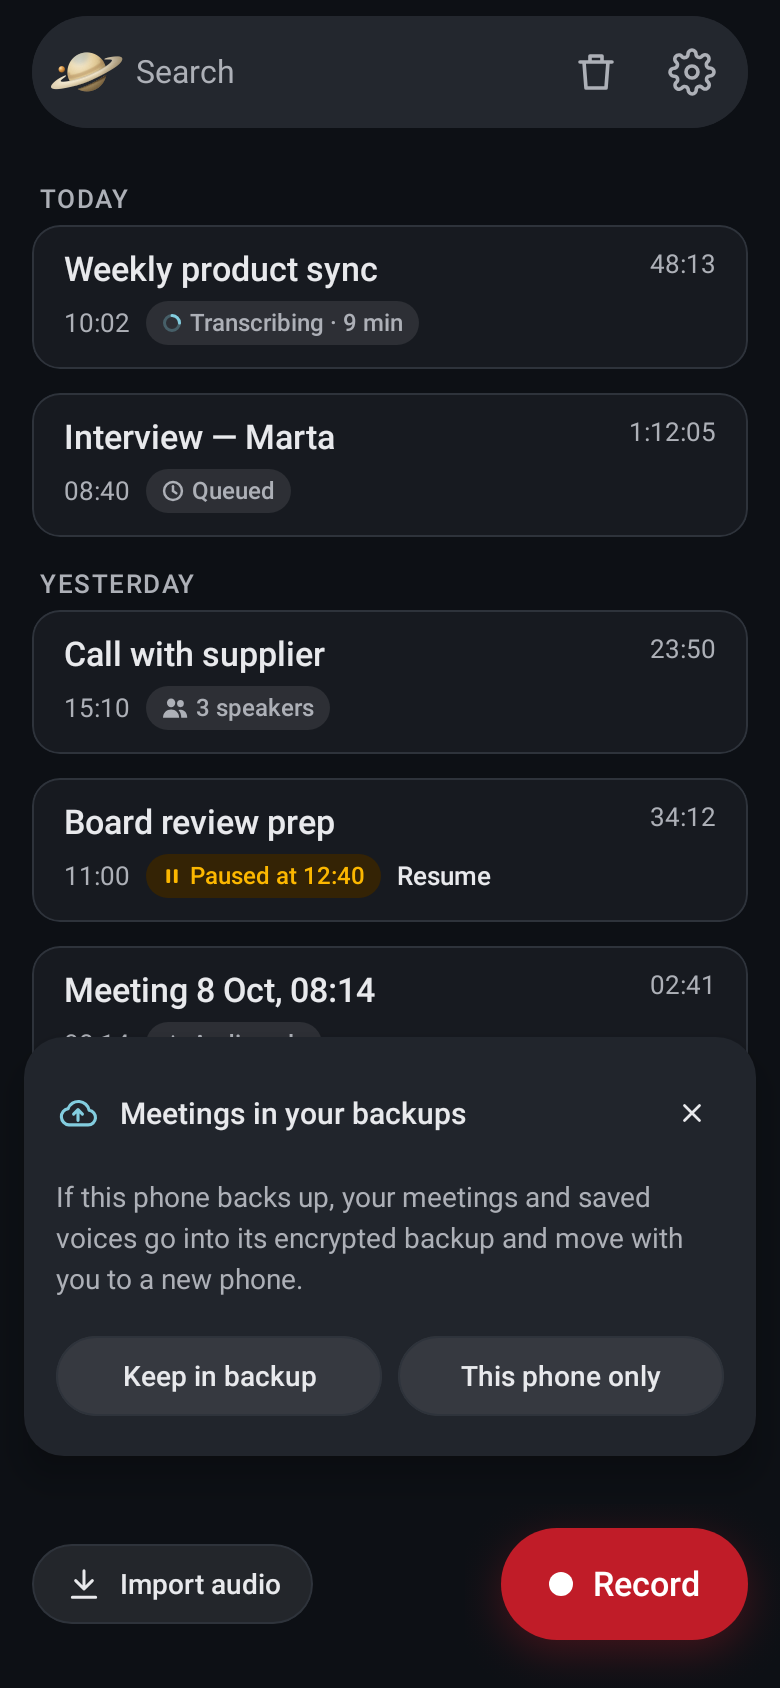 Search
TODAY
Weekly product sync
48:13
10:02
Transcribing · 9 min
Interview — Marta
1:12:05
08:40
Queued
YESTERDAY
Call with supplier
23:50
15:10
3 speakers
Board review prep
34:12
11:00
Paused at 12:40
Resume
Meeting 8 Oct, 08:14
02:41
Meetings in your backups
If this phone backs up, your meetings and saved
voices go into its encrypted backup and move with
you to a new phone.
Keep in backup
This phone only
Import audio
Record